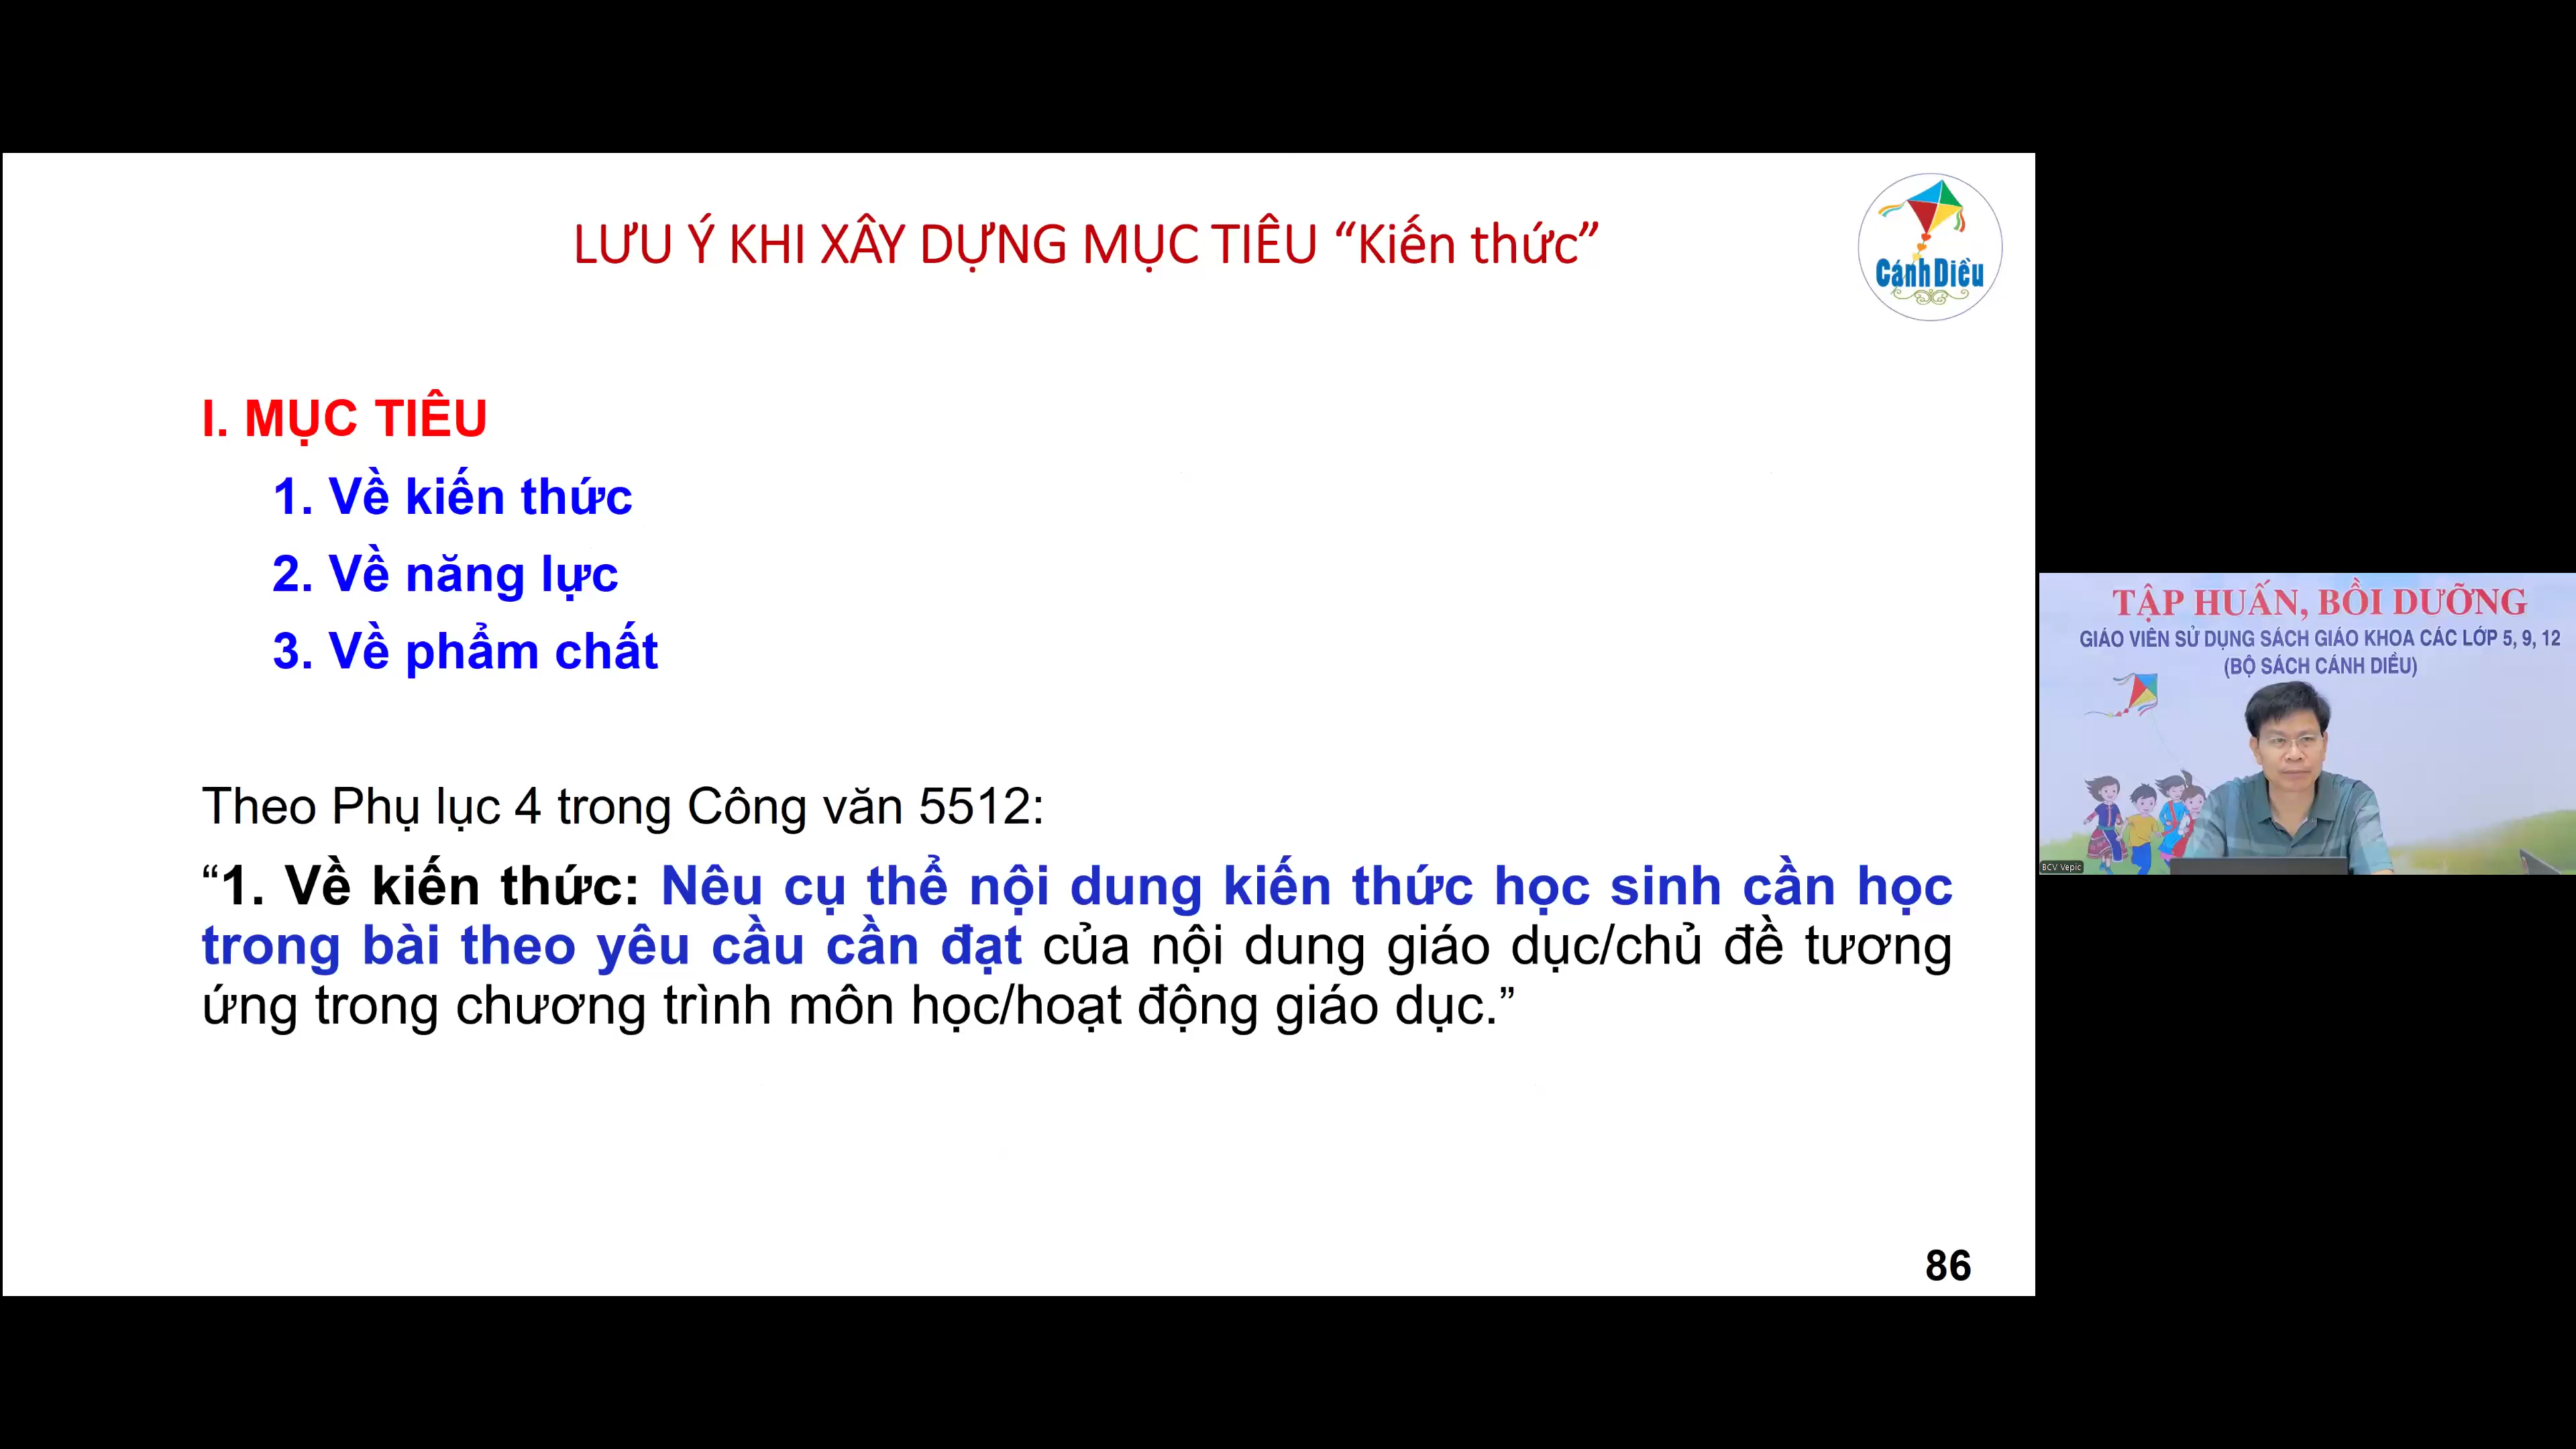 LƯU Ý KHI XÂY DỰNG MỤC TIÊU “Kiến thức”
Cánh Diều
I. MỤC TIÊU
1. Về kiến thức
2. Về năng lực
3. Về phẩm chất
Theo Phụ lục 4 trong Công văn 5512:
“1. Về kiến thức: Nêu cụ thể nội dung kiến thức học sinh cần học
trong bài theo yêu cầu cần đạt của nội dung giáo dục/chủ đề tương
ứng trong chương trình môn học/hoạt động giáo dục.”
86
TẬP HUẤN, BỒI DƯỠNG
GIÁO VIÊN SỬ DỤNG SÁCH GIÁO KHOA CÁC LỚP 5, 9, 12
(BỘ SÁCH CÁNH DIỀU)
BCV Vepic